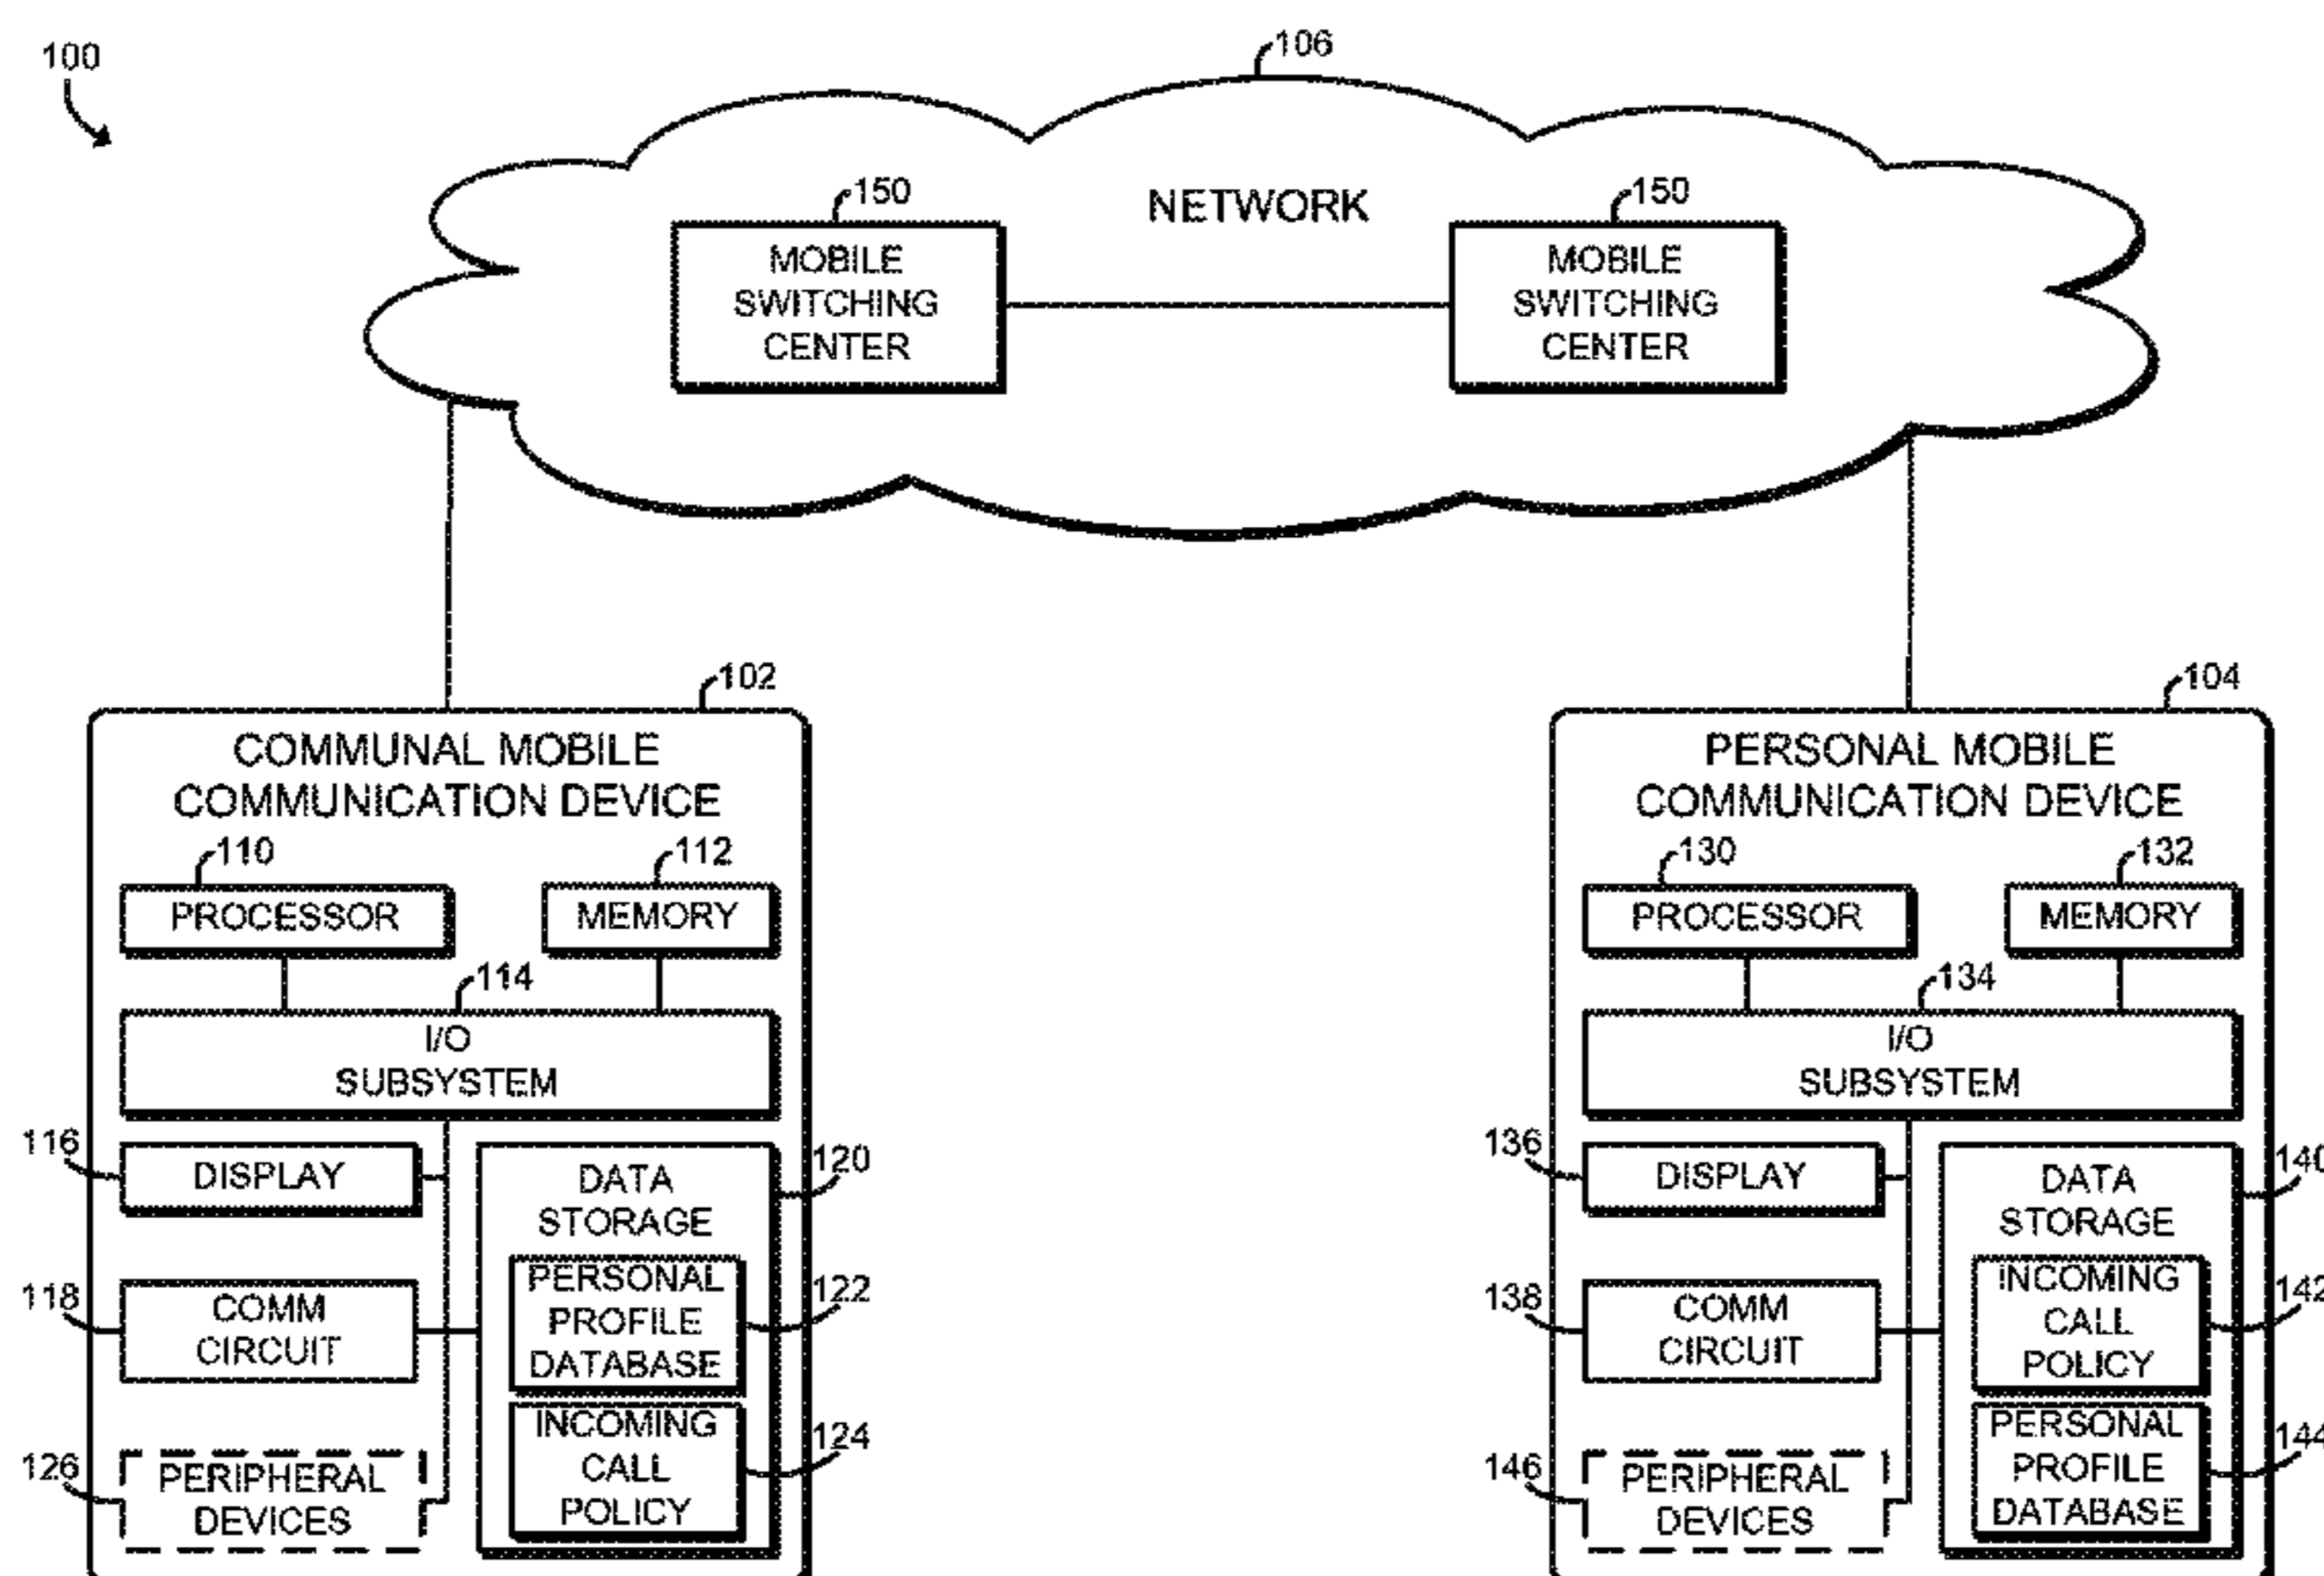 100
106
NETWORK
150
MOBILE
SWITCHING
CENTER
150
MOBILE
SWITCHING
CENTER
102
COMMUNAL MOBILE
COMMUNICATION DEVICE
110
PROCESSOR
112
MEMORY
114
I/O
SUBSYSTEM
116
DISPLAY
118
COMM
CIRCUIT
126
PERIPHERAL
DEVICES
120
DATA
STORAGE
122
PERSONAL
PROFILE
DATABASE
124
INCOMING
CALL
POLICY
104
PERSONAL MOBILE
COMMUNICATION DEVICE
130
PROCESSOR
132
MEMORY
134
I/O
SUBSYSTEM
136
DISPLAY
138
COMM
CIRCUIT
146
PERIPHERAL
DEVICES
140
DATA
STORAGE
142
INCOMING
CALL
POLICY
144
PERSONAL
PROFILE
DATABASE